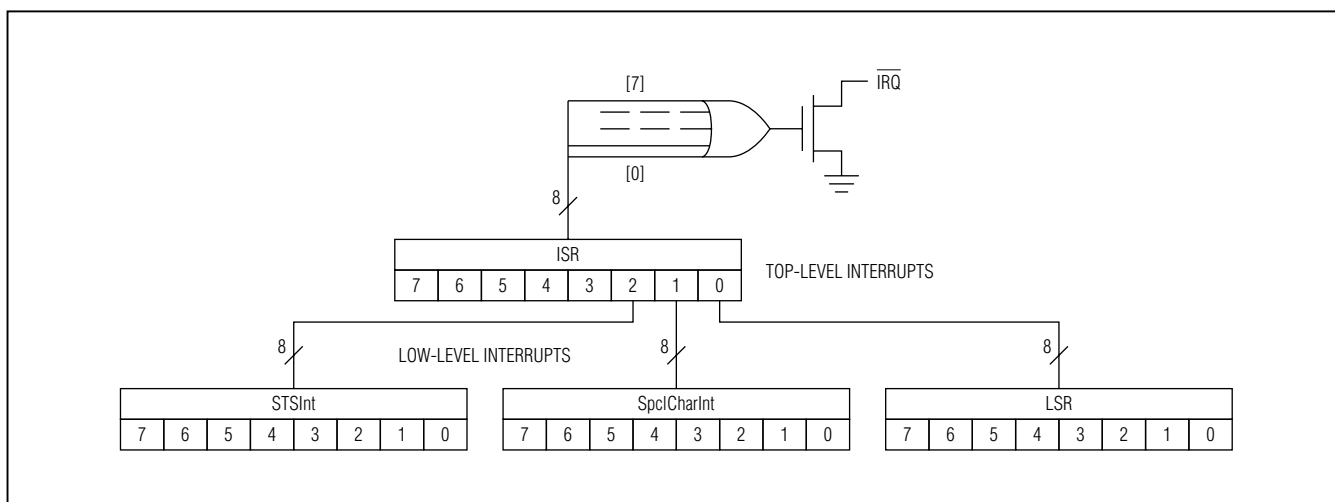 [7]
IRQ
[0]
8
ISR
7 6 5 4 3 2 1 0
TOP-LEVEL INTERRUPTS
8
LOW-LEVEL INTERRUPTS
8
8
STSInt
7 6 5 4 3 2 1 0
SpclCharInt
7 6 5 4 3 2 1 0
LSR
7 6 5 4 3 2 1 0